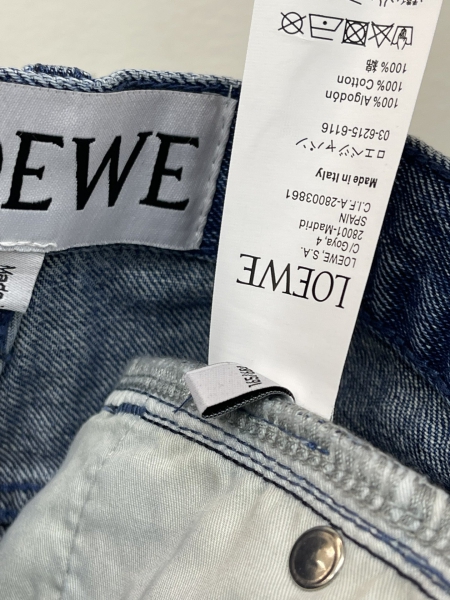 OEWE
Made
LOEWE
LOEWE, S.A.
C/ Goya, 4
28001-Madrid
SPAIN
C.I.F.A-28003861
Made in Italy
ロエベジャパン
03-6215-6116
100% Algodón
100% Cotton
100% 綿